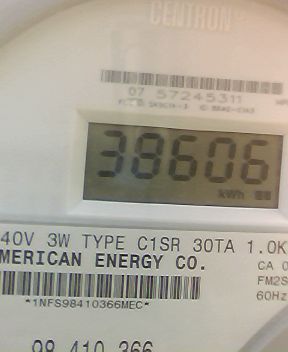 CENTRON
07 57245311
38606
kWh
40V 3W TYPE C1SR 30TA 1.0K
MERICAN ENERGY CO.
CA 0
FM2S
*1NFS98410366MEC*
60Hz
98 410 366